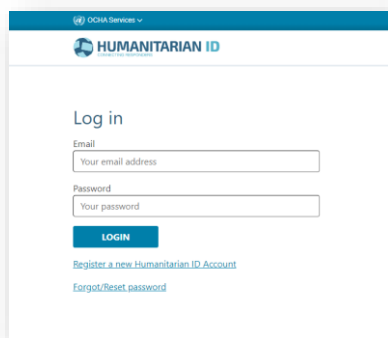 OCHA Services
HUMANITARIAN ID
Log in
Email
Your email address
Password
Your password
LOGIN
Register a new Humanitarian ID Account
Forgot/Reset password